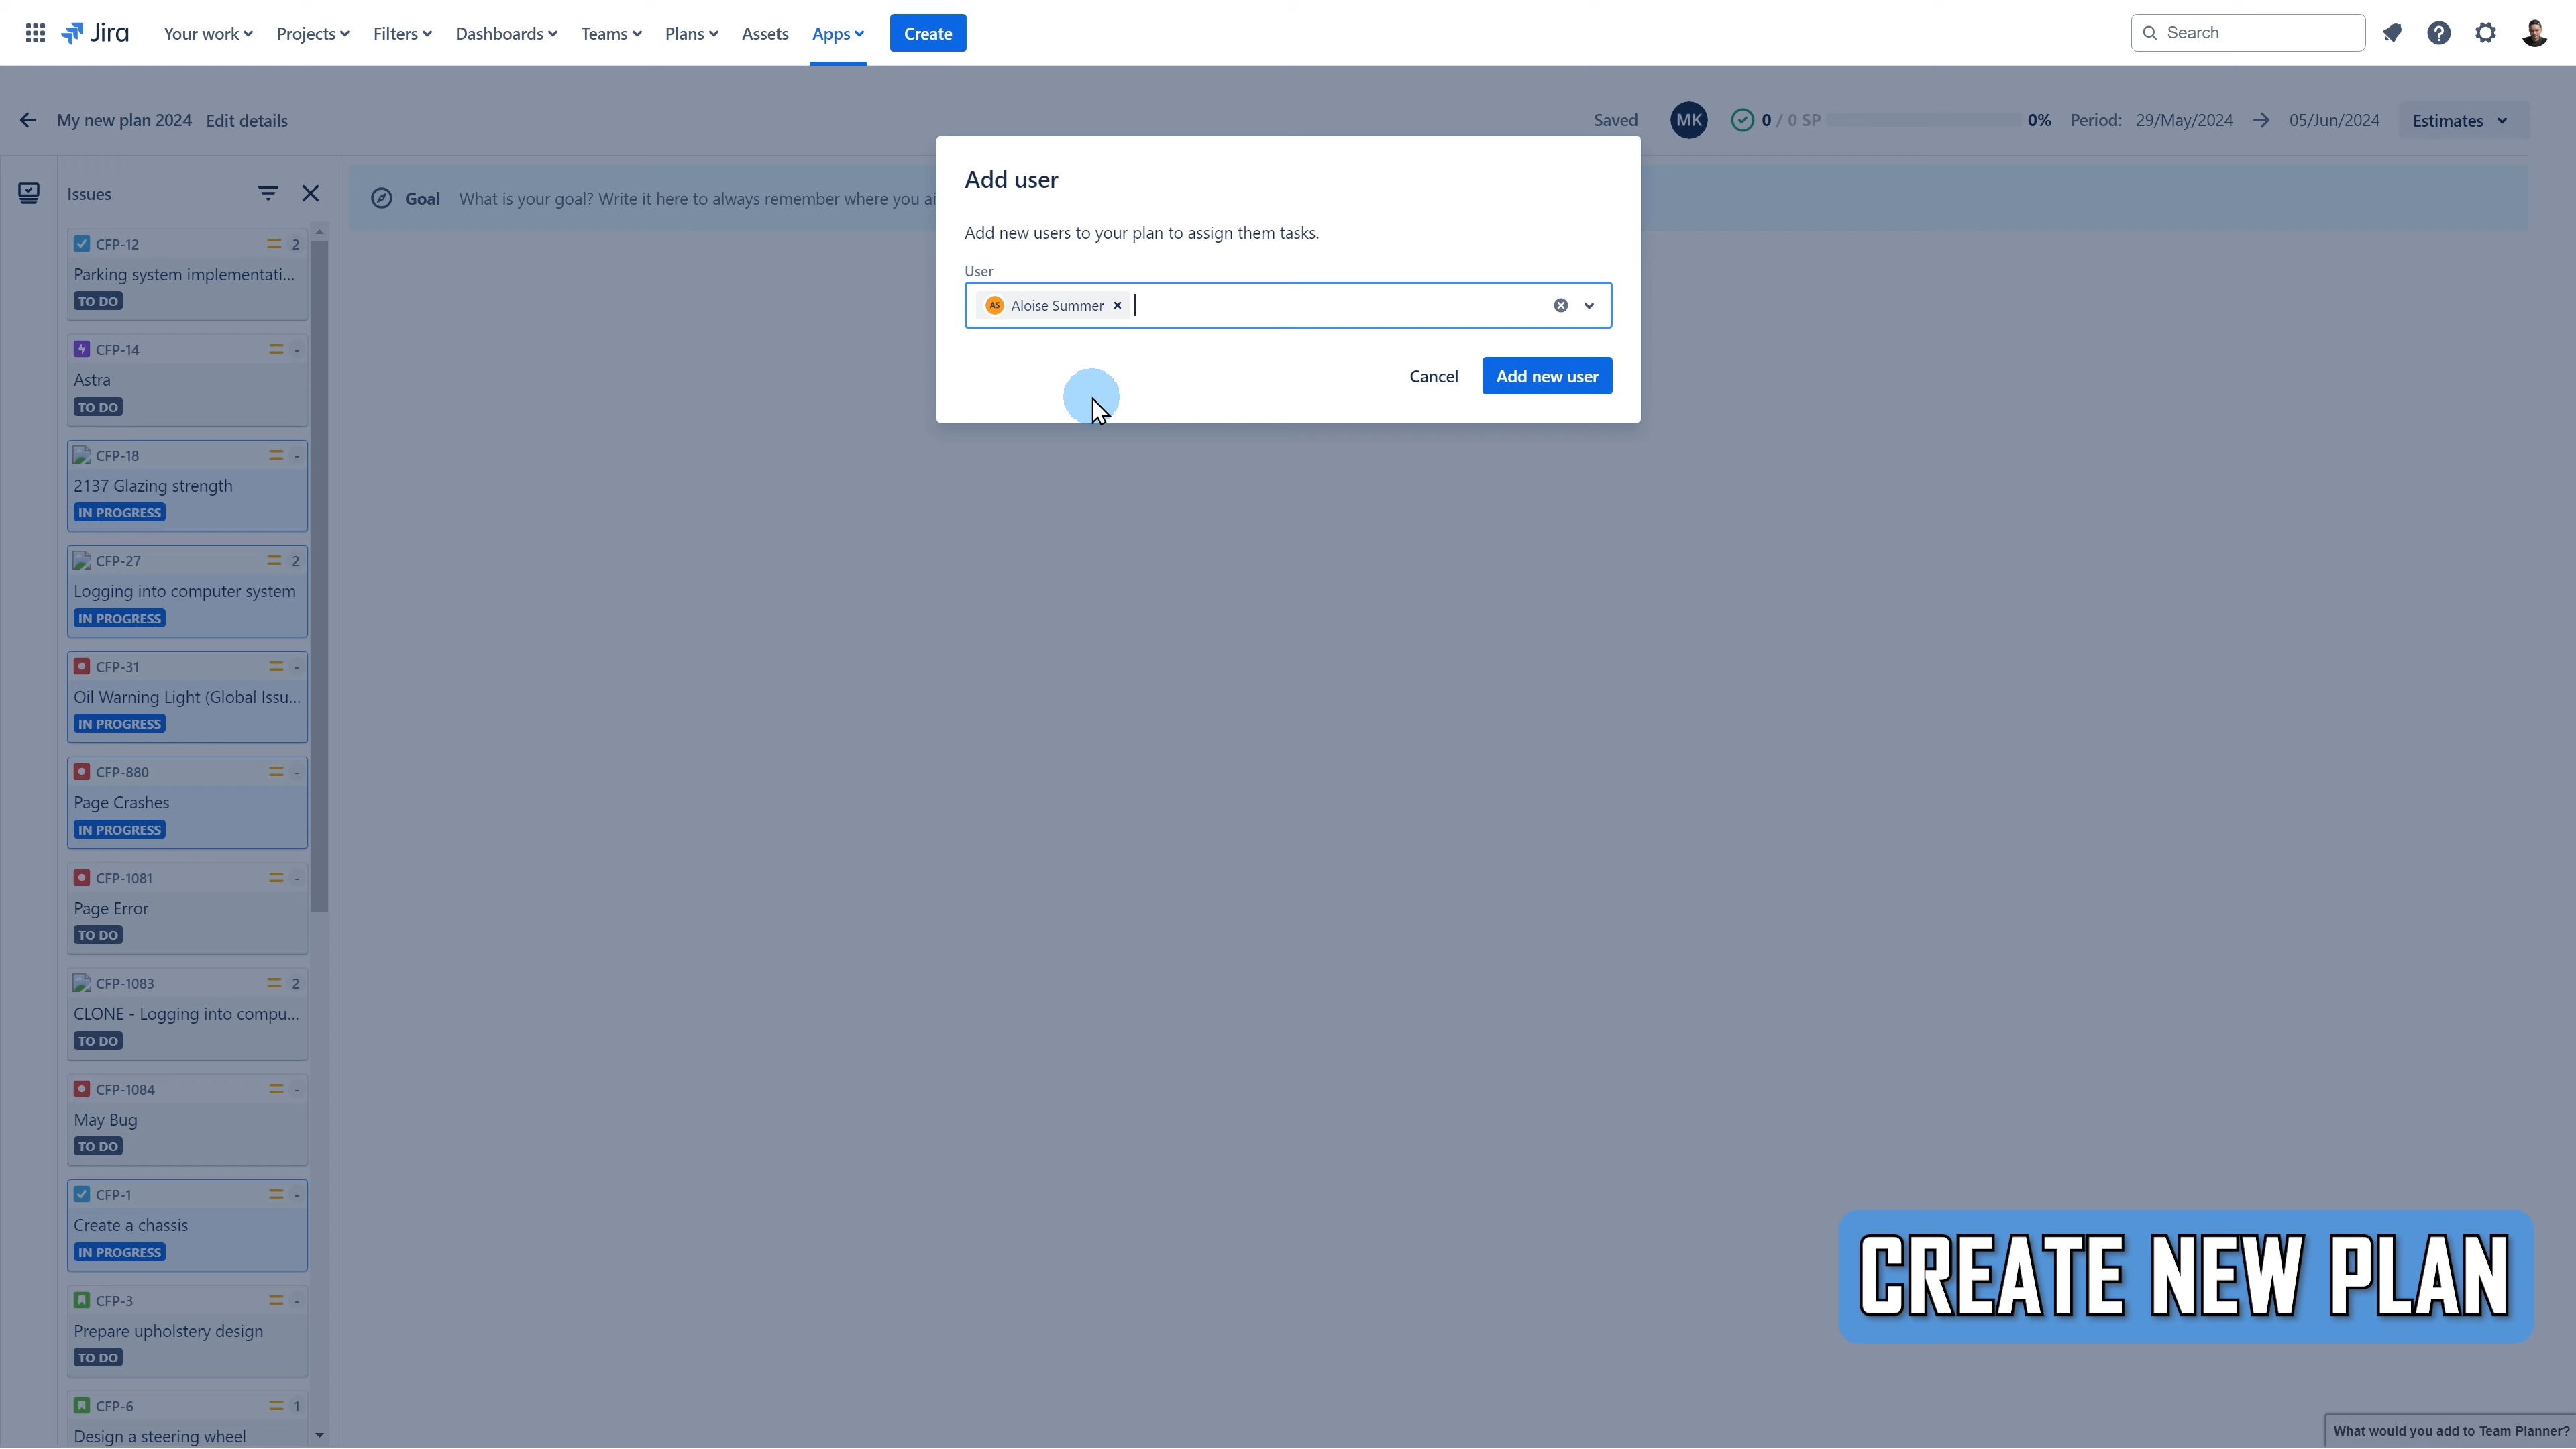 Jira Your work Projects Filters Dashboards Teams Plans Assets Apps Create Search
My new plan 2024 Edit details Saved MK 0 / 0 SP 0% Period: 29/May/2024 → 05/Jun/2024 Estimates
Issues
Goal What is your goal? Write it here to always remember where you ai
Add user
Add new users to your plan to assign them tasks.
User
AS Aloise Summer
Cancel Add new user
CFP-12 2
Parking system implementati...
TO DO
CFP-14 -
Astra
TO DO
CFP-18 -
2137 Glazing strength
IN PROGRESS
CFP-27 2
Logging into computer system
IN PROGRESS
CFP-31 -
Oil Warning Light (Global Issu...
IN PROGRESS
CFP-880 -
Page Crashes
IN PROGRESS
CFP-1081 -
Page Error
TO DO
CFP-1083 2
CLONE - Logging into compu...
TO DO
CFP-1084 -
May Bug
TO DO
CFP-1 -
Create a chassis
IN PROGRESS
CFP-3 -
Prepare upholstery design
TO DO
CFP-6 1
Design a steering wheel
CREATE NEW PLAN
What would you add to Team Planner?